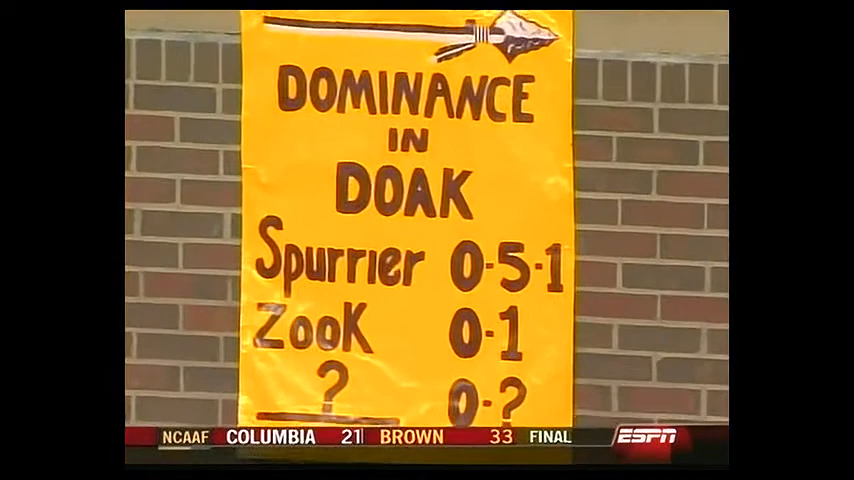 DOMINANCE
IN
DOAK
Spurrier 0-5-1
Zook 0-1
? 0-?
NCAAF COLUMBIA 21 BROWN 33 FINAL ESPN